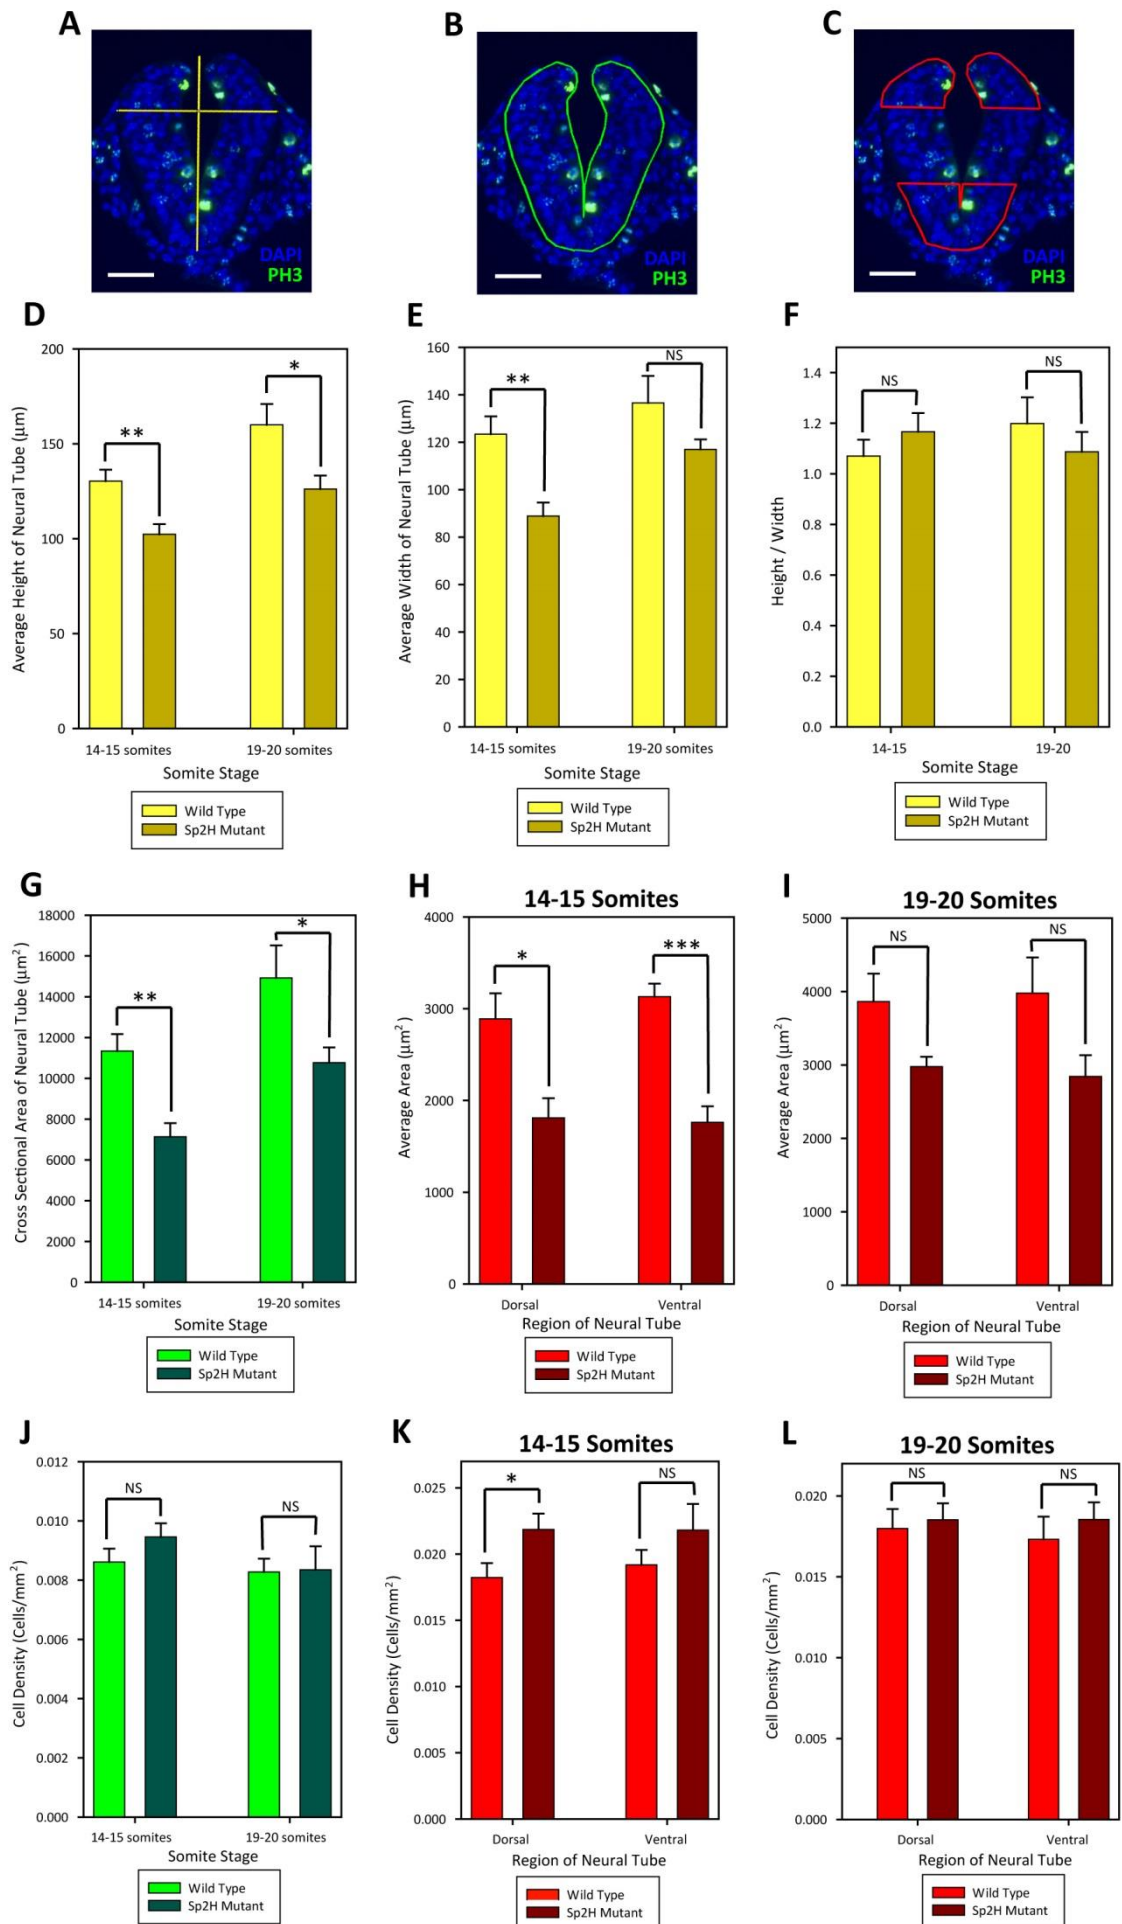 A
B
C
DAPI
PH3
DAPI
PH3
DAPI
PH3
D
E
F
Average Height of Neural Tube (µm)
200
150
100
50
0
**
*
14-15 somites 19-20 somites
Somite Stage
Wild Type
Sp2H Mutant
Average Width of Neural Tube (µm)
160
140
120
100
80
60
40
20
0
**
NS
14-15 somites 19-20 somites
Somite Stage
Wild Type
Sp2H Mutant
Height / Width
1.4
1.2
1.0
0.8
0.6
0.4
0.2
0.0
NS
NS
14-15 19-20
Somite Stage
Wild Type
Sp2H Mutant
G
Cross Sectional Area of Neural Tube (µm²)
18000
16000
14000
12000
10000
8000
6000
4000
2000
0
**
*
14-15 somites 19-20 somites
Somite Stage
Wild Type
Sp2H Mutant
H
14-15 Somites
Average Area (µm²)
4000
3000
2000
1000
0
*
***
Dorsal Ventral
Region of Neural Tube
Wild Type
Sp2H Mutant
I
19-20 Somites
Average Area (µm²)
5000
4000
3000
2000
1000
0
NS
NS
Dorsal Ventral
Region of Neural Tube
Wild Type
Sp2H Mutant
J
Cell Density (Cells/mm²)
0.012
0.010
0.008
0.006
0.004
0.002
0.000
NS
NS
14-15 somites 19-20 somites
Somite Stage
Wild Type
Sp2H Mutant
K
14-15 Somites
Cell Density (Cells/mm²)
0.025
0.020
0.015
0.010
0.005
0.000
*
NS
Dorsal Ventral
Region of Neural Tube
Wild Type
Sp2H Mutant
L
19-20 Somites
Cell Density (Cells/mm²)
0.020
0.015
0.010
0.005
0.000
NS
NS
Dorsal Ventral
Region of Neural Tube
Wild Type
Sp2H Mutant